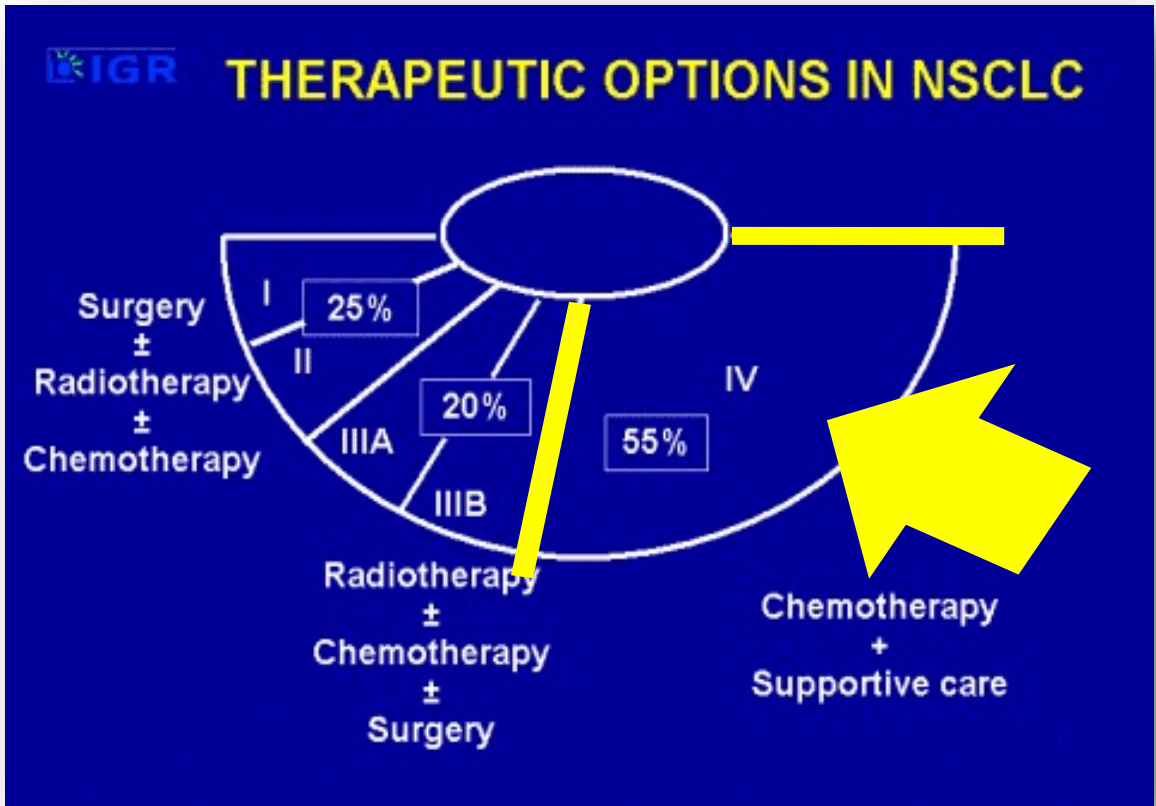 IGR
THERAPEUTIC OPTIONS IN NSCLC
I
25%
II
Surgery
±
Radiotherapy
±
Chemotherapy
20%
IIIA
IIIB
IV
55%
Radiotherapy
±
Chemotherapy
±
Surgery
Chemotherapy
+
Supportive care